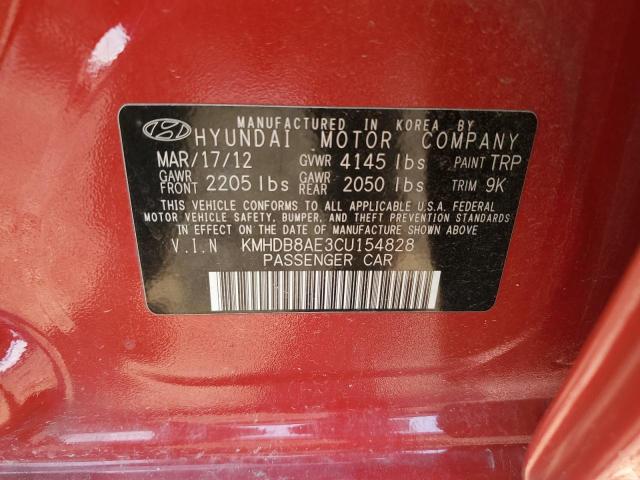 MANUFACTURED IN KOREA BY
HYUNDAI MOTOR COMPANY
MAR/17/12 GVWR 4145 lbs PAINT TRP
GAWR FRONT 2205 lbs GAWR REAR 2050 lbs TRIM 9K
THIS VEHICLE CONFORMS TO ALL APPLICABLE U.S.A. FEDERAL
MOTOR VEHICLE SAFETY, BUMPER, AND THEFT PREVENTION STANDARDS
IN EFFECT ON THE DATE OF MANUFACTURE SHOWN ABOVE.
V.I.N KMHDB8AE3CU154828
PASSENGER CAR